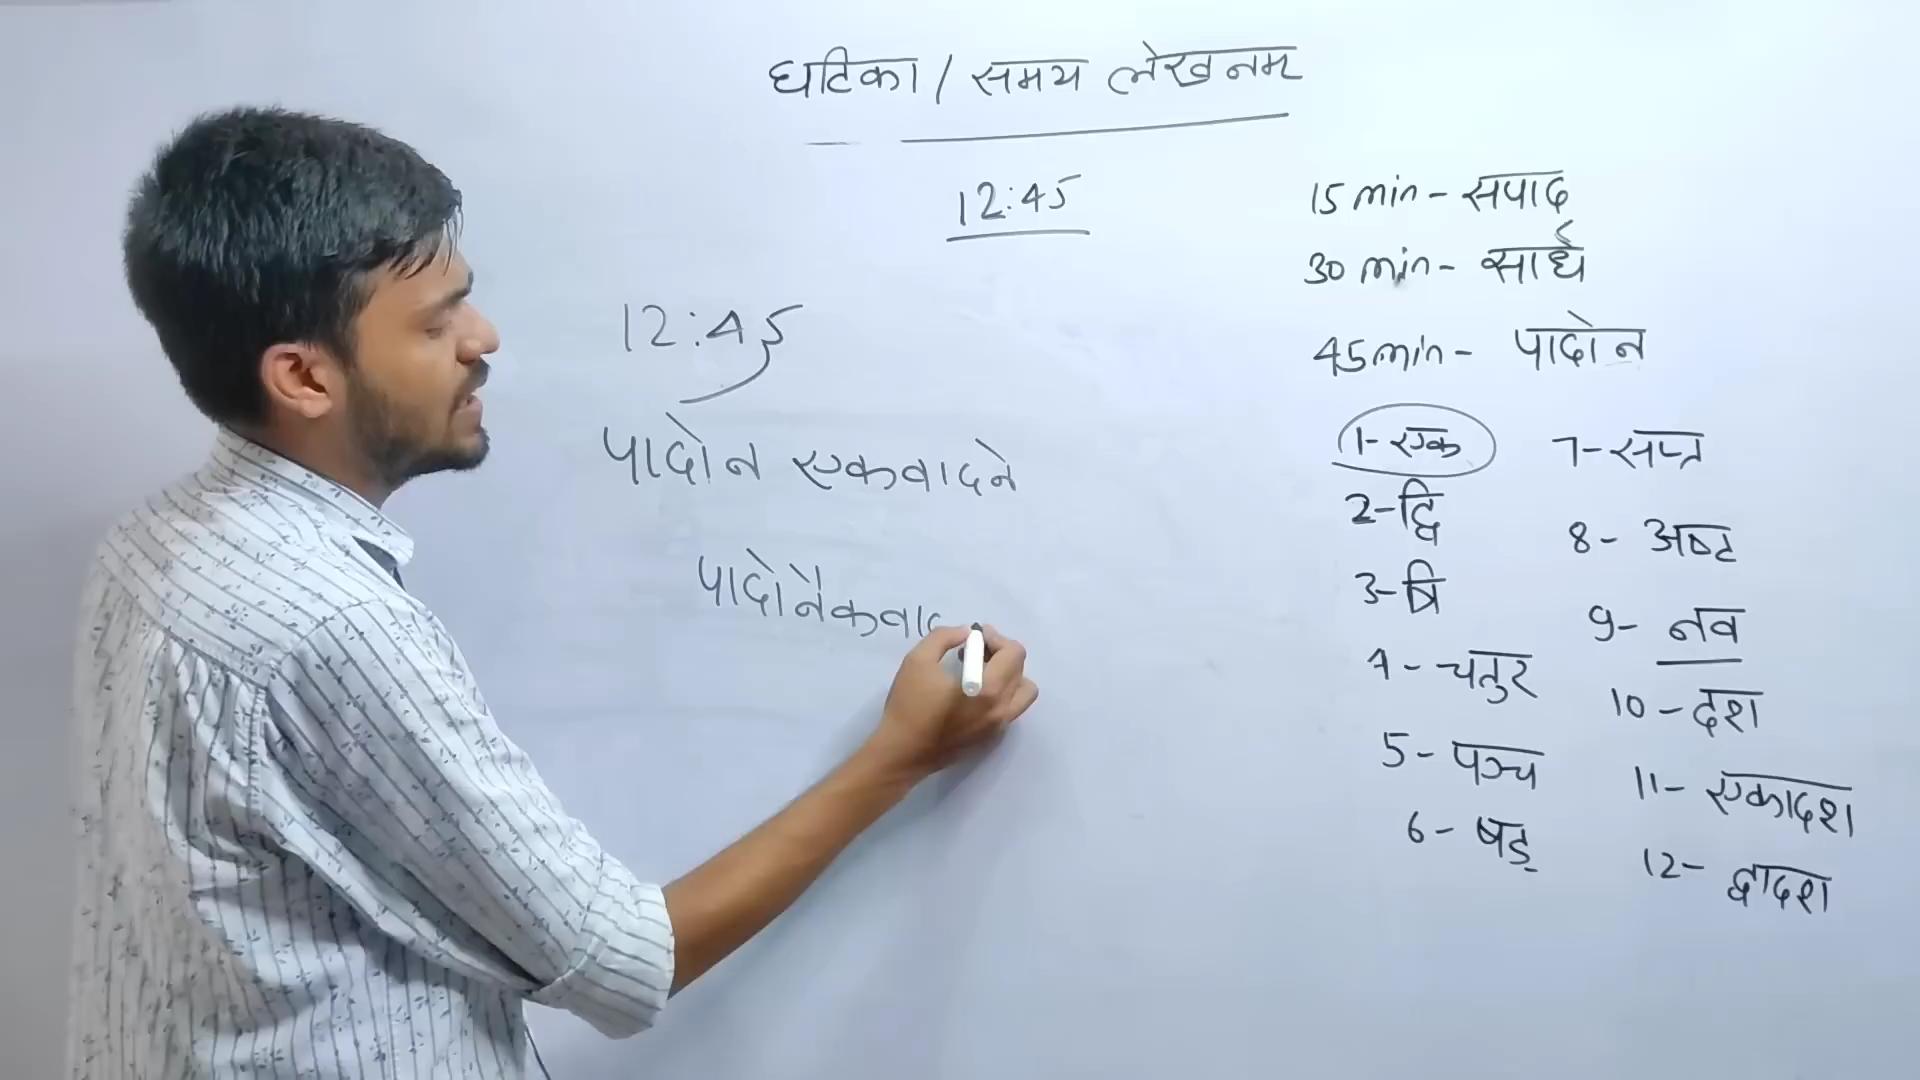 घटिका / समय लेखनम्
12:45
15 min - सपाद
30 min - सार्ध
45 min - पादोन
12:45
पादोन एकवादने
पादोनैकवाद
1- एक
2- द्वि
3- त्रि
4 - चतुर
5 - पञ्च
6 - षड्
7 - सप्त
8 - अष्ट
9 - नव
10 - दश
11 - एकादश
12 - द्वादश